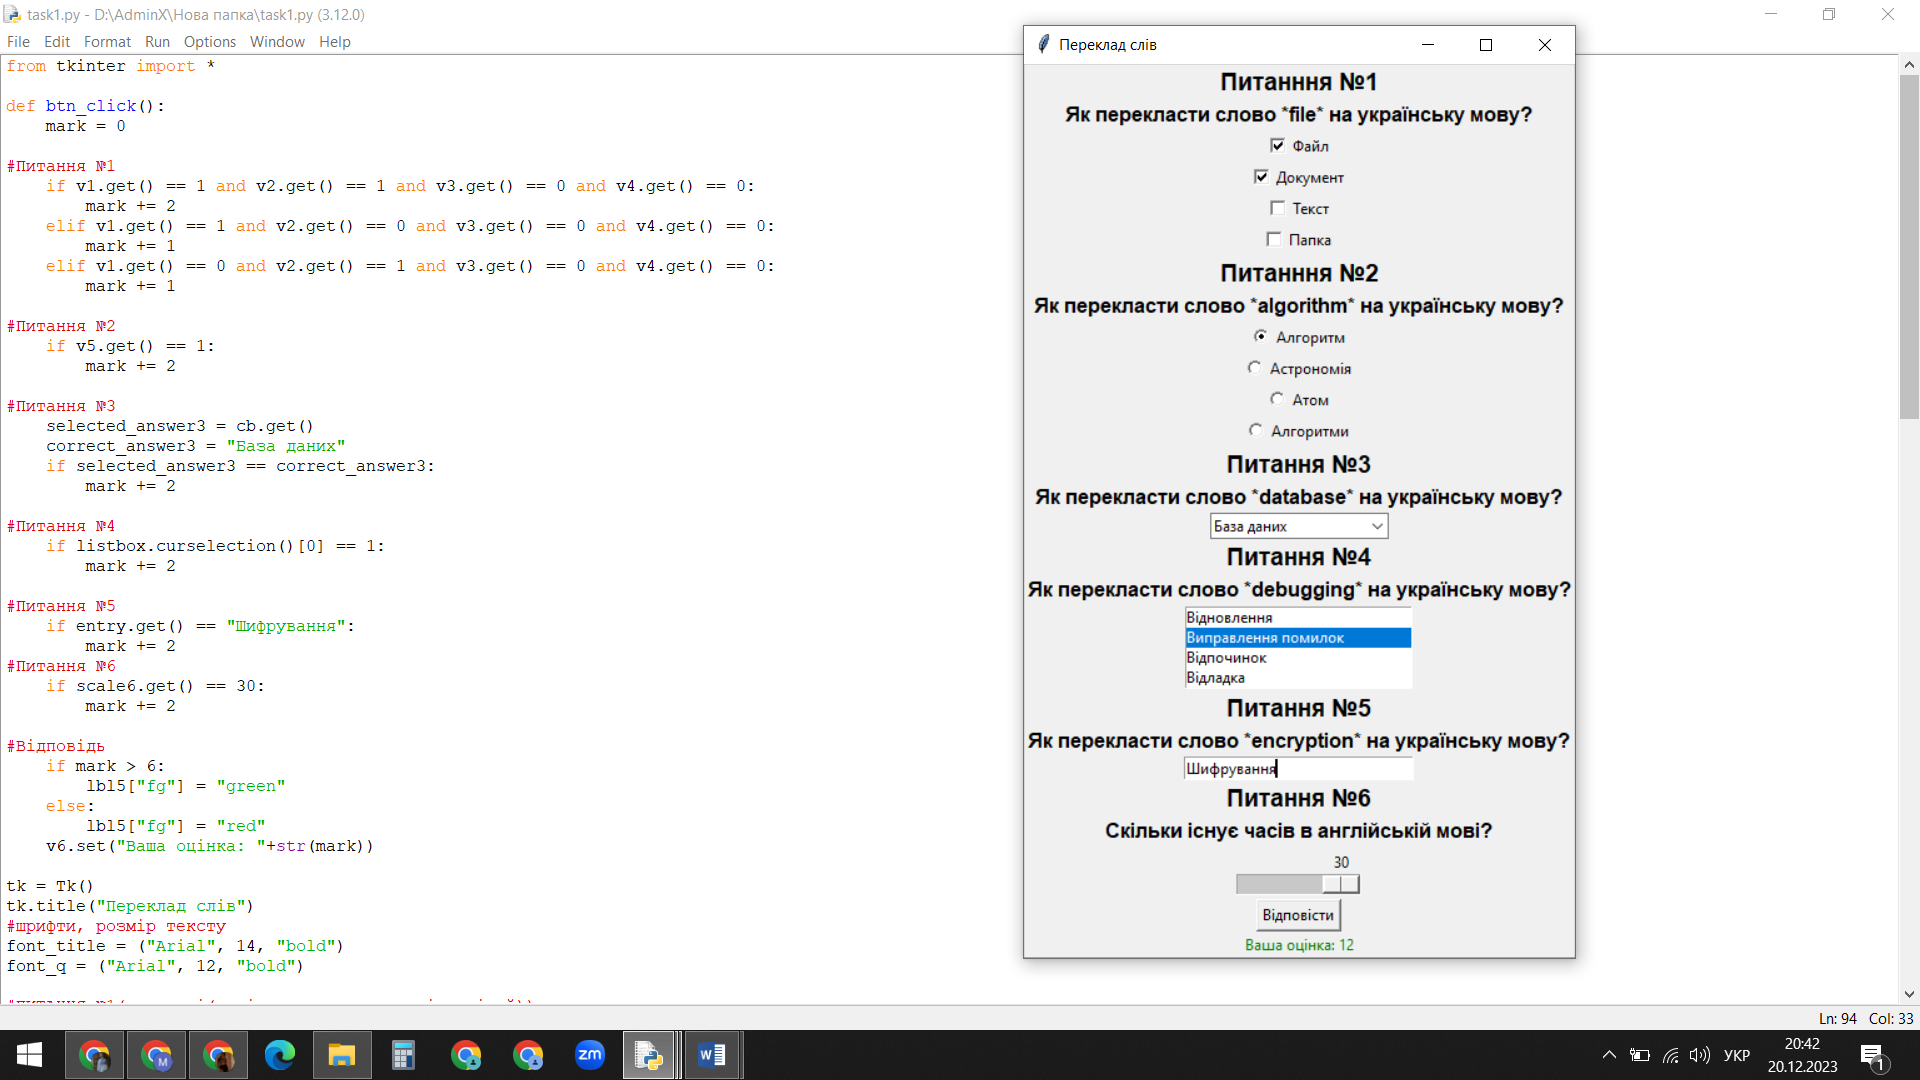 task1.py - D:\AdminX\Нова папка\task1.py (3.12.0)
File Edit Format Run Options Window Help
from tkinter import *
def btn_click():
mark = 0
#Питання №1
if v1.get() == 1 and v2.get() == 1 and v3.get() == 0 and v4.get() == 0:
mark += 2
elif v1.get() == 1 and v2.get() == 0 and v3.get() == 0 and v4.get() == 0:
mark += 1
elif v1.get() == 0 and v2.get() == 1 and v3.get() == 0 and v4.get() == 0:
mark += 1
#Питання №2
if v5.get() == 1:
mark += 2
#Питання №3
selected_answer3 = cb.get()
correct_answer3 = "База даних"
if selected_answer3 == correct_answer3:
mark += 2
#Питання №4
if listbox.curselection()[0] == 1:
mark += 2
#Питання №5
if entry.get() == "Шифрування":
mark += 2
#Питання №6
if scale6.get() == 30:
mark += 2
#Відповідь
if mark > 6:
lbl5["fg"] = "green"
else:
lbl5["fg"] = "red"
v6.set("Ваша оцінка: "+str(mark))
tk = Tk()
tk.title("Переклад слів")
#шрифти, розмір тексту
font_title = ("Arial", 14, "bold")
font_q = ("Arial", 12, "bold")
Переклад слів
Питанння №1
Як перекласти слово *file* на українську мову?
Файл
Документ
Текст
Папка
Питанння №2
Як перекласти слово *algorithm* на українську мову?
Алгоритм
Астрономія
Атом
Алгоритми
Питання №3
Як перекласти слово *database* на українську мову?
База даних
Питання №4
Як перекласти слово *debugging* на українську мову?
Відновлення
Виправлення помилок
Відпочинок
Відладка
Питання №5
Як перекласти слово *encryption* на українську мову?
Шифрування
Питання №6
Скільки існує часів в англійській мові?
30
Відповісти
Ваша оцінка: 12
Ln: 94 Col: 33
M
zm
W
УКР
20:42
20.12.2023
1